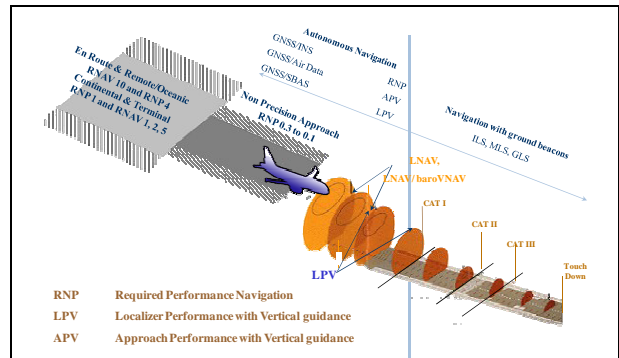 Autonomous Navigation
GNSS/INS
GNSS/Air Data
GNSS/SBAS
RNP
APV
LPV
En Route & Remote/Oceanic
RNAV 10 and RNP 4
Continental & Terminal
RNP 1 and RNAV 1, 2, 5
Non Precision Approach
RNP 0.3 to 0.1
Navigation with ground beacons
ILS, MLS, GLS
LNAV,
LNAV/baroVNAV
CAT I
CAT II
CAT III
Touch
Down
LPV
RNP Required Performance Navigation
LPV Localizer Performance with Vertical guidance
APV Approach Performance with Vertical guidance